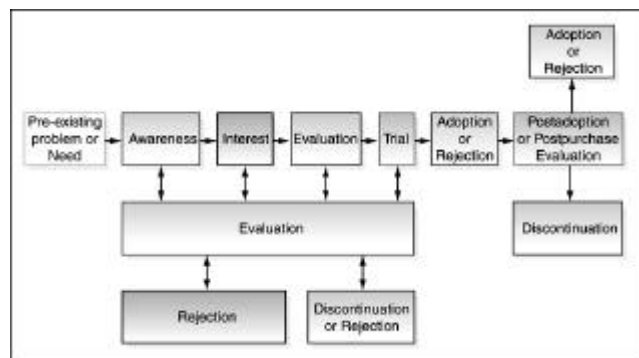 Adoption
or
Rejection
Pre-existing
problem or
Need
Awareness
Interest
Evaluation
Trial
Adoption
or
Rejection
Postadoption
or Postpurchase
Evaluation
Evaluation
Discontinuation
Rejection
Discontinuation
or Rejection